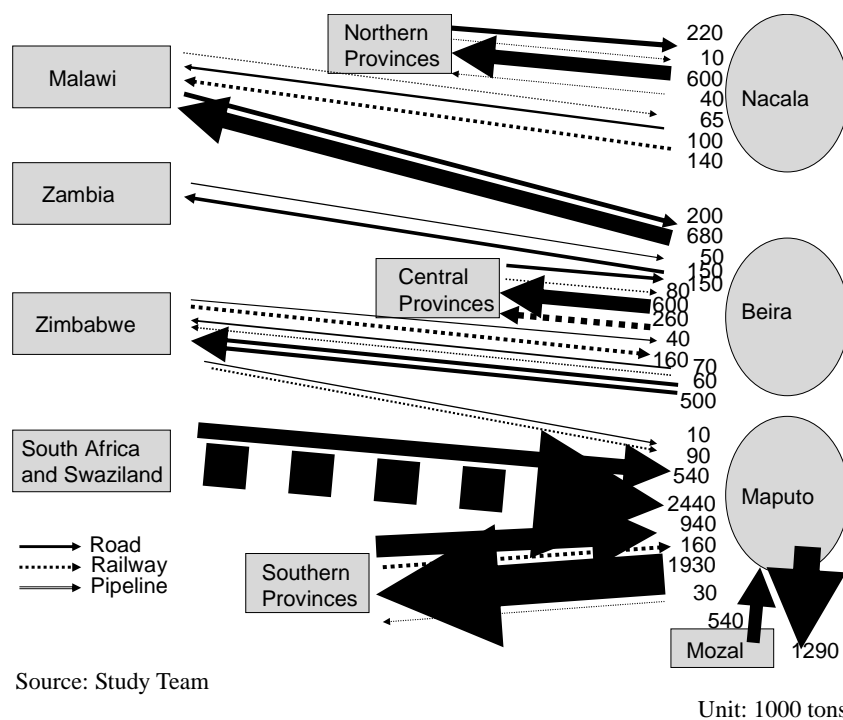 Northern
Provinces
220
10
600
40
65
100
140
Nacala
Malawi
Zambia
200
680
50
150
150
Central
Provinces
80
600
260
40
160
70
60
500
Beira
Zimbabwe
South Africa
and Swaziland
10
90
540
2440
940
160
1930
30
Maputo
Road
Railway
Pipeline
Southern
Provinces
540
Mozal
1290
Source: Study Team
Unit: 1000 tons